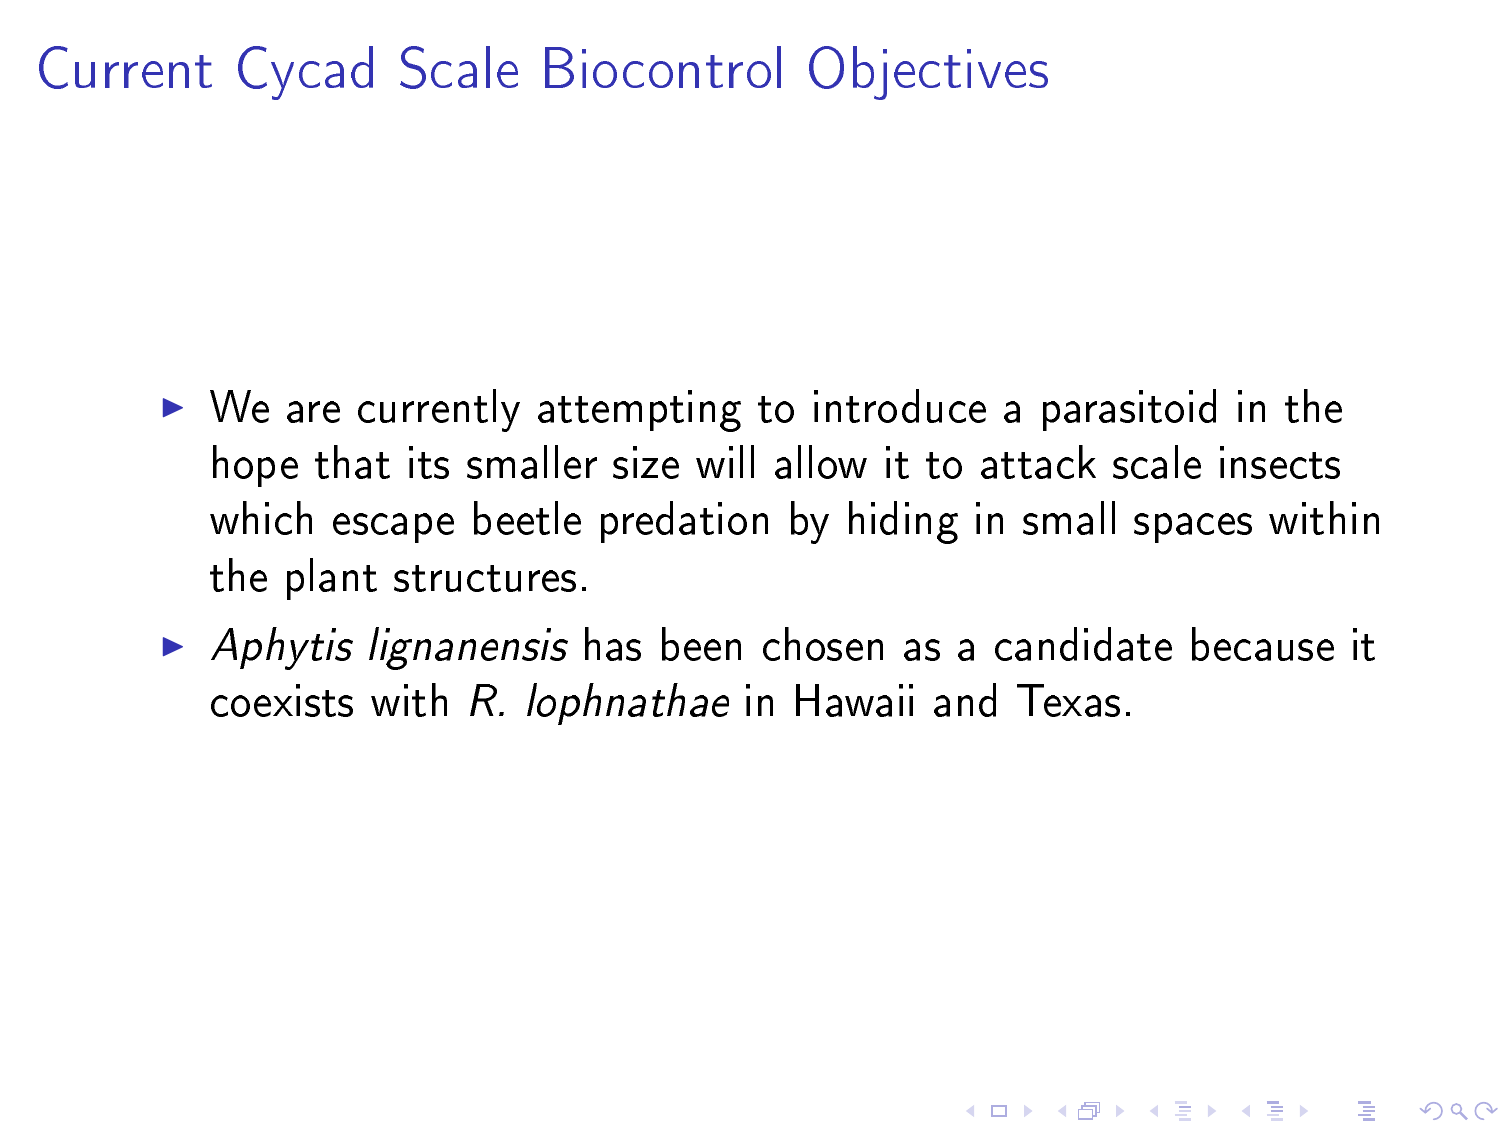 Current Cycad Scale Biocontrol Objectives
We are currently attempting to introduce a parasitoid in the
hope that its smaller size will allow it to attack scale insects
which escape beetle predation by hiding in small spaces within
the plant structures.
Aphytis lignanensis has been chosen as a candidate because it
coexists with R. lophnathae in Hawaii and Texas.